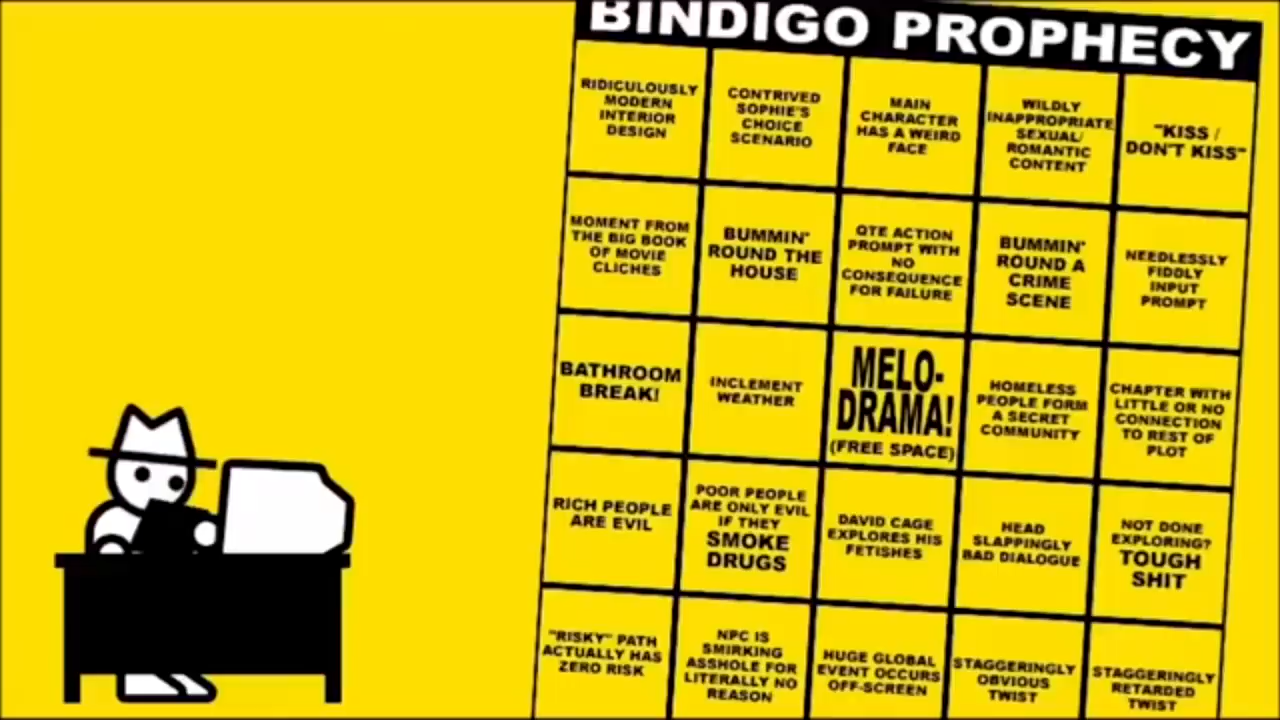 BINDIGO PROPHECY
RIDICULOUSLY
MODERN
INTERIOR
DESIGN
CONTRIVED
SOPHIE'S
CHOICE
SCENARIO
MAIN
CHARACTER
HAS A WEIRD
FACE
WILDLY
INAPPROPRIATE
SEXUAL/
ROMANTIC
CONTENT
"KISS /
DON'T KISS"
MOMENT FROM
THE BIG BOOK
OF MOVIE
CLICHES
BUMMIN'
ROUND THE
HOUSE
QTE ACTION
PROMPT WITH
NO
CONSEQUENCE
FOR FAILURE
BUMMIN'
ROUND A
CRIME
SCENE
NEEDLESSLY
FIDDLY
INPUT
PROMPT
BATHROOM
BREAK!
INCLEMENT
WEATHER
MELO-
DRAMA!
(FREE SPACE)
HOMELESS
PEOPLE FORM
A SECRET
COMMUNITY
CHAPTER WITH
LITTLE OR NO
CONNECTION
TO REST OF
PLOT
RICH PEOPLE
ARE EVIL
POOR PEOPLE
ARE ONLY EVIL
IF THEY
SMOKE
DRUGS
DAVID CAGE
EXPLORES HIS
FETISHES
HEAD
SLAPPINGLY
BAD DIALOGUE
NOT DONE
EXPLORING?
TOUGH
SHIT
"RISKY" PATH
ACTUALLY HAS
ZERO RISK
NPC IS
SMIRKING
ASSHOLE FOR
LITERALLY NO
REASON
HUGE GLOBAL
EVENT OCCURS
OFF-SCREEN
STAGGERINGLY
OBVIOUS
TWIST
STAGGERINGLY
RETARDED
TWIST